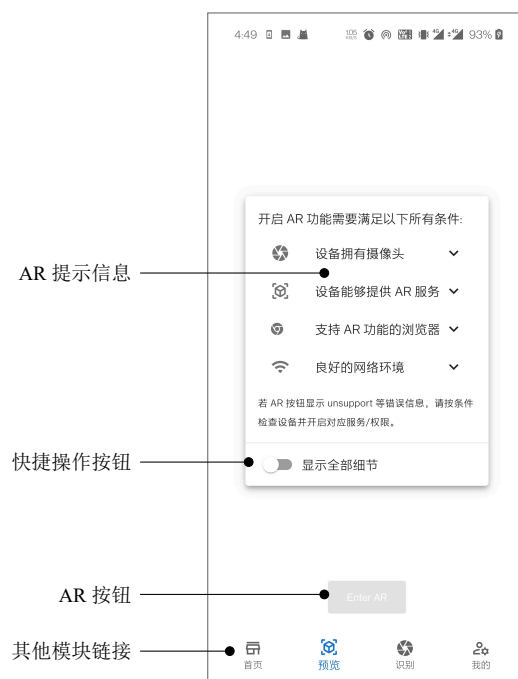 4:49
105
KB/S
4G
4G
93%
开启 AR 功能需要满足以下所有条件:
设备拥有摄像头
AR 提示信息
设备能够提供 AR 服务
支持 AR 功能的浏览器
良好的网络环境
若 AR 按钮显示 unsupport 等错误信息，请按条件
检查设备并开启对应服务/权限。
快捷操作按钮
显示全部细节
AR 按钮
Enter AR
其他模块链接
首页
预览
识别
我的